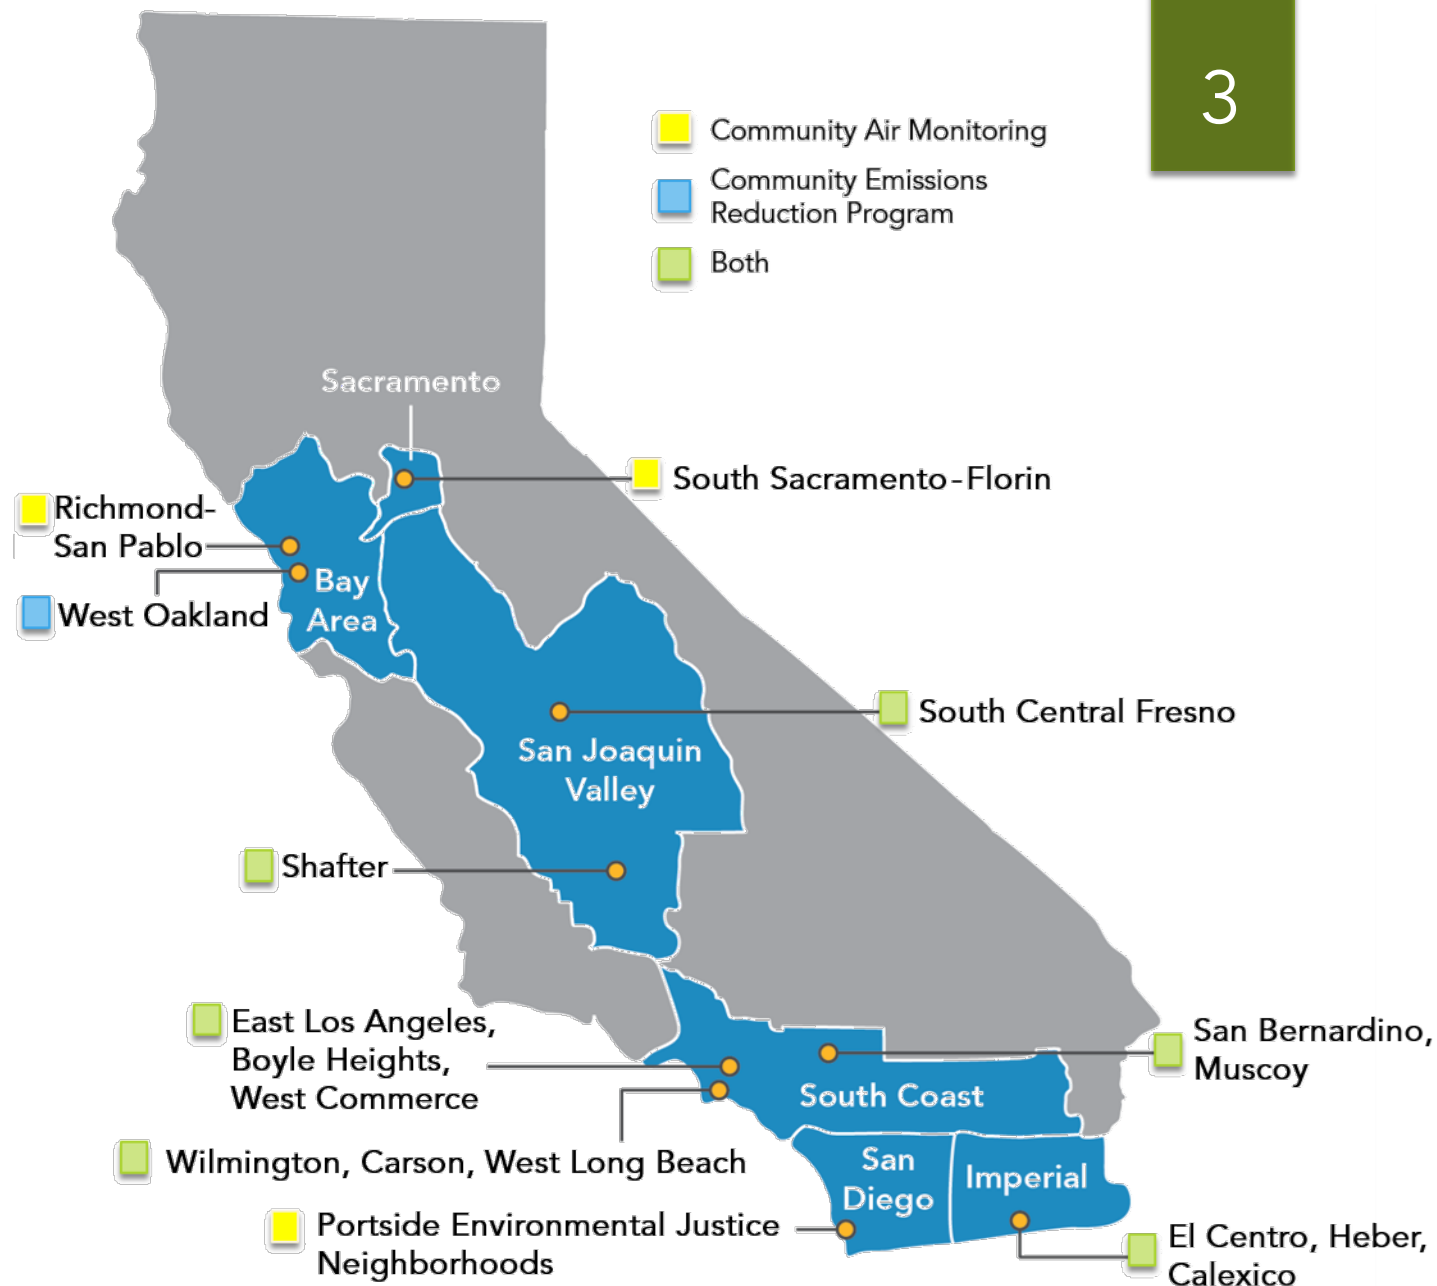 3
Community Air Monitoring
Community Emissions
Reduction Program
Both
Sacramento
South Sacramento-Florin
Richmond-
San Pablo
West Oakland
Bay
Area
South Central Fresno
San Joaquin
Valley
Shafter
East Los Angeles,
Boyle Heights,
West Commerce
San Bernardino,
Muscoy
South Coast
Wilmington, Carson, West Long Beach
San
Diego
Imperial
Portside Environmental Justice
Neighborhoods
El Centro, Heber,
Calexico